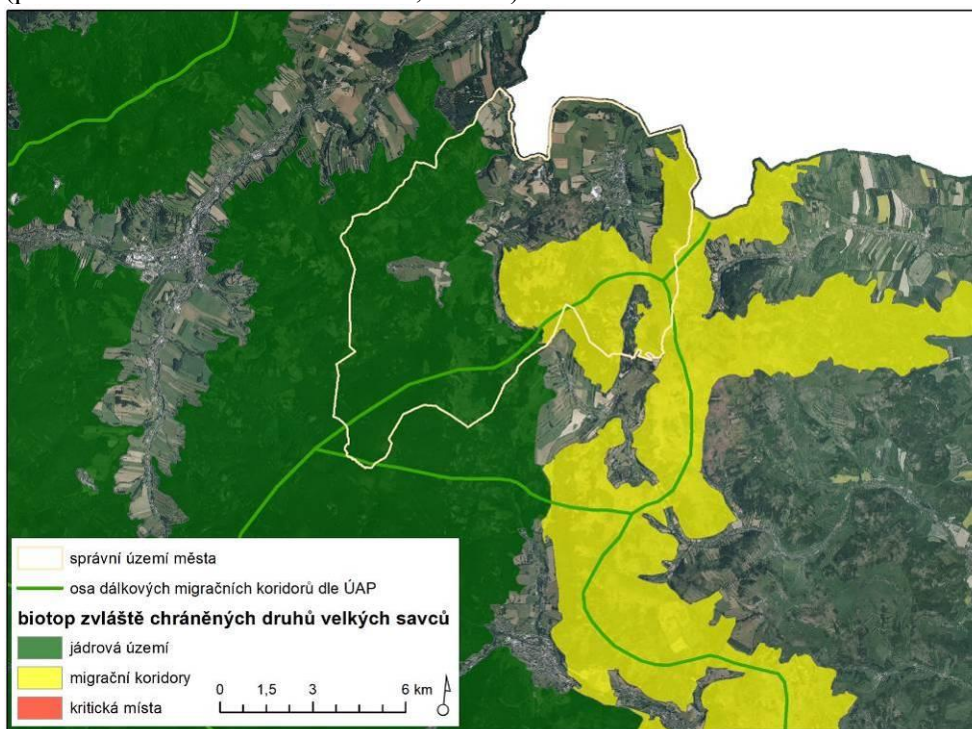 správní území města
osa dálkových migračních koridorů dle ÚAP
biotop zvláště chráněných druhů velkých savců
jádrová území
migrační koridory
kritická místa
0 1,5 3 6 km